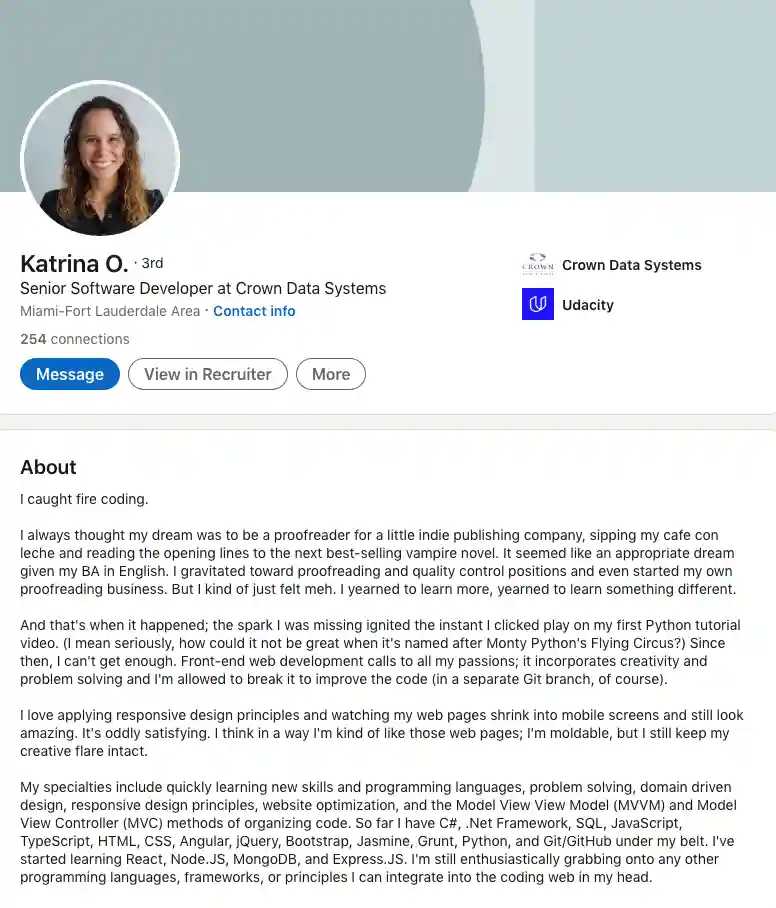 Katrina O. · 3rd
Senior Software Developer at Crown Data Systems
Miami-Fort Lauderdale Area · Contact info
254 connections
Message
View in Recruiter
More
CROWN
Crown Data Systems
Udacity
About
I caught fire coding.
I always thought my dream was to be a proofreader for a little indie publishing company, sipping my cafe con
leche and reading the opening lines to the next best-selling vampire novel. It seemed like an appropriate dream
given my BA in English. I gravitated toward proofreading and quality control positions and even started my own
proofreading business. But I kind of just felt meh. I yearned to learn more, yearned to learn something different.
And that's when it happened; the spark I was missing ignited the instant I clicked play on my first Python tutorial
video. (I mean seriously, how could it not be great when it's named after Monty Python's Flying Circus?) Since
then, I can't get enough. Front-end web development calls to all my passions; it incorporates creativity and
problem solving and I'm allowed to break it to improve the code (in a separate Git branch, of course).
I love applying responsive design principles and watching my web pages shrink into mobile screens and still look
amazing. It's oddly satisfying. I think in a way I'm kind of like those web pages; I'm moldable, but I still keep my
creative flare intact.
My specialties include quickly learning new skills and programming languages, problem solving, domain driven
design, responsive design principles, website optimization, and the Model View View Model (MVVM) and Model
View Controller (MVC) methods of organizing code. So far I have C#, .Net Framework, SQL, JavaScript,
TypeScript, HTML, CSS, Angular, jQuery, Bootstrap, Jasmine, Grunt, Python, and Git/GitHub under my belt. I've
started learning React, Node.JS, MongoDB, and Express.JS. I'm still enthusiastically grabbing onto any other
programming languages, frameworks, or principles I can integrate into the coding web in my head.